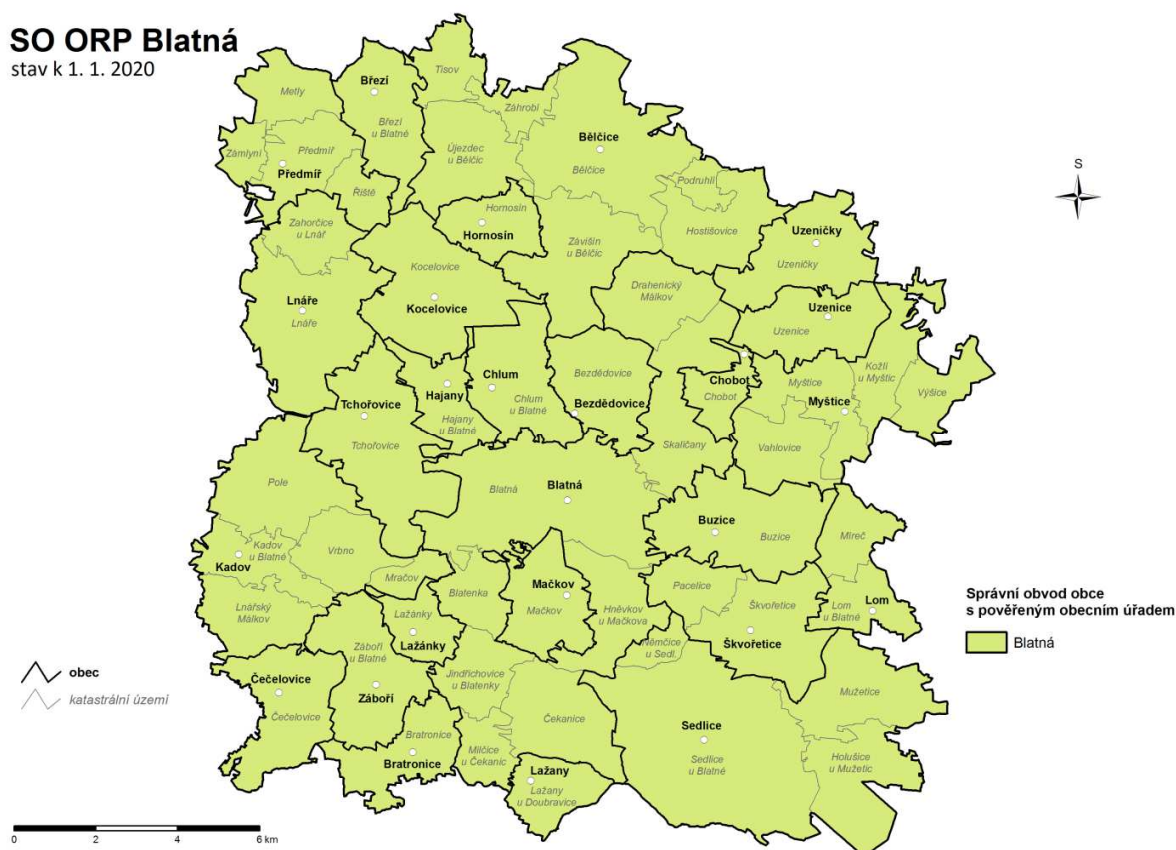 SO ORP Blatná
stav k 1. 1. 2020
Tisov
Březí
Metly
Záhrobí
Březí
u Blatné
Bělčice
Újezdec
u Bělčic
Zámlyní
Předmíř
Předmíř
Bělčice
S
Podruhlí
Řiště
Hornosín
Hornosín
Zahorčice
u Lnář
Závišín
u Bělčic
Hostišovice
Uzeničky
Uzeničky
Kocelovice
Kocelovice
Drahenický
Málkov
Lnáře
Lnáře
Uzenice
Uzenice
Chlum
Chlum
u Blatné
Hajany
Hajany
u Blatné
Bezdědovice
Bezdědovice
Chobot
Chobot
Myštice
Myštice
Kožlí
u Myštic
Výšice
Tchořovice
Tchořovice
Skaličany
Vahlovice
Pole
Blatná
Blatná
Buzice
Buzice
Míreč
Kadov
u Blatné
Kadov
Vrbno
Mračov
Blatenka
Mačkov
Mačkov
Hněvkov
u Mačkova
Pacelice
Škvořetice
Škvořetice
Lom
u Blatné
Lom
Lnářský
Málkov
Lažánky
Lažánky
Němčice
u Sedl.
Záboří
u Blatné
Záboří
Správní obvod obce
s pověřeným obecním úřadem
Blatná
obec
katastrální území
Čečelovice
Čečelovice
Jindřichovice
u Blatenky
Mužetice
Čekanice
Bratronice
Bratronice
Milčice
u Čekanic
Sedlice
Sedlice
u Blatné
Holušice
u Mužetic
Lažany
Lažany
u Doubravice
0 2 4 6 km